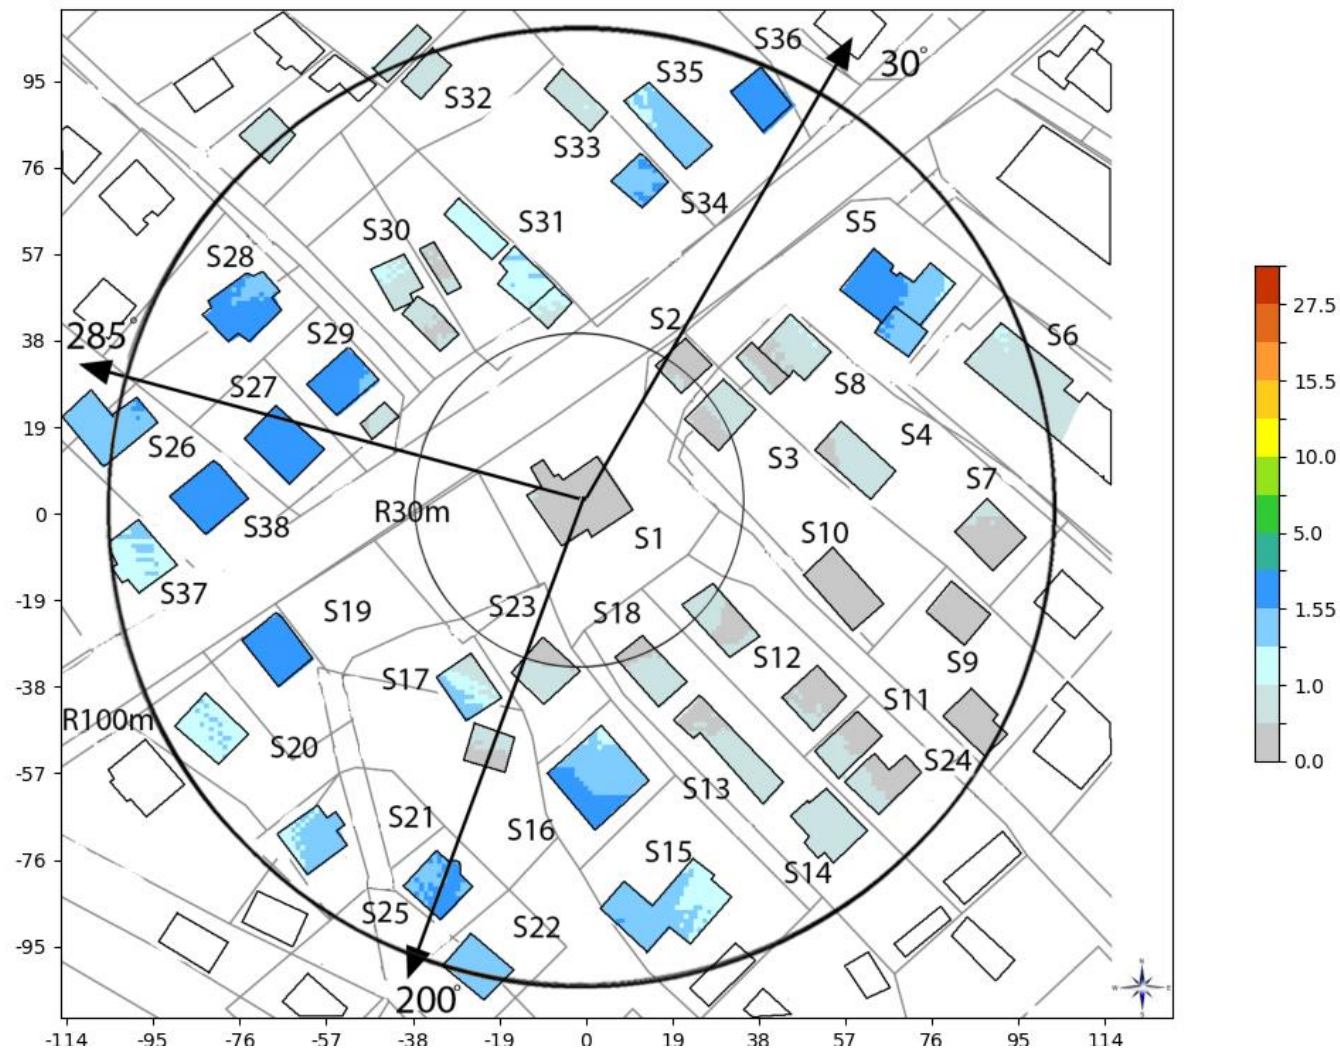 S36
30°
95
S35
S32
27.5
S33
76
S34
S30
S31
S5
57
S28
15.5
285°
S29
S2
S6
38
S27
S8
10.0
19
S26
S3
S4
S7
R30m
5.0
0
S38
S1
S10
S37
1.55
-19
S19
S23
S18
S12
S9
-38
S17
1.0
R100m
S11
S20
S24
-57
S13
0.0
S21
S16
S15
-76
S14
S25
S22
-95
N
W
E
200°
-114 -95 -76 -57 -38 -19 0 19 38 57 76 95 114